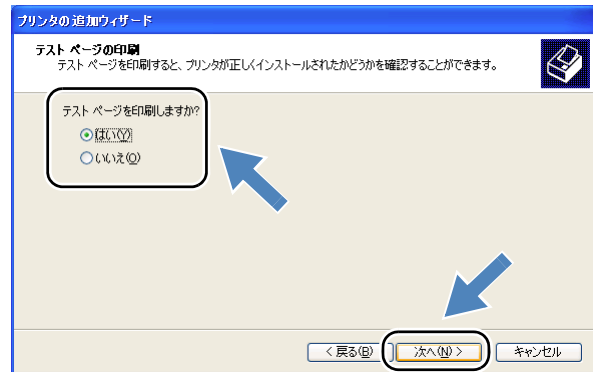 プリンタの追加ウィザード
テスト ページの印刷
テスト ページを印刷すると、プリンタが正しくインストールされたかどうかを確認することができます。
テスト ページを印刷しますか?
はい(Y)
いいえ(O)
< 戻る(B)
次へ(N) >
キャンセル